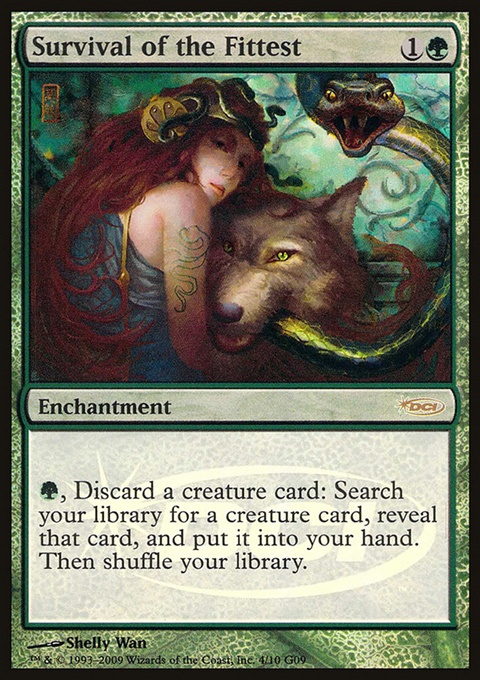 Survival of the Fittest 1
Enchantment DCI
, Discard a creature card: Search
your library for a creature card, reveal
that card, and put it into your hand.
Then shuffle your library.
DCI
Shelly Wan
™ & © 1993–2009 Wizards of the Coast, Inc. 4/10 G09